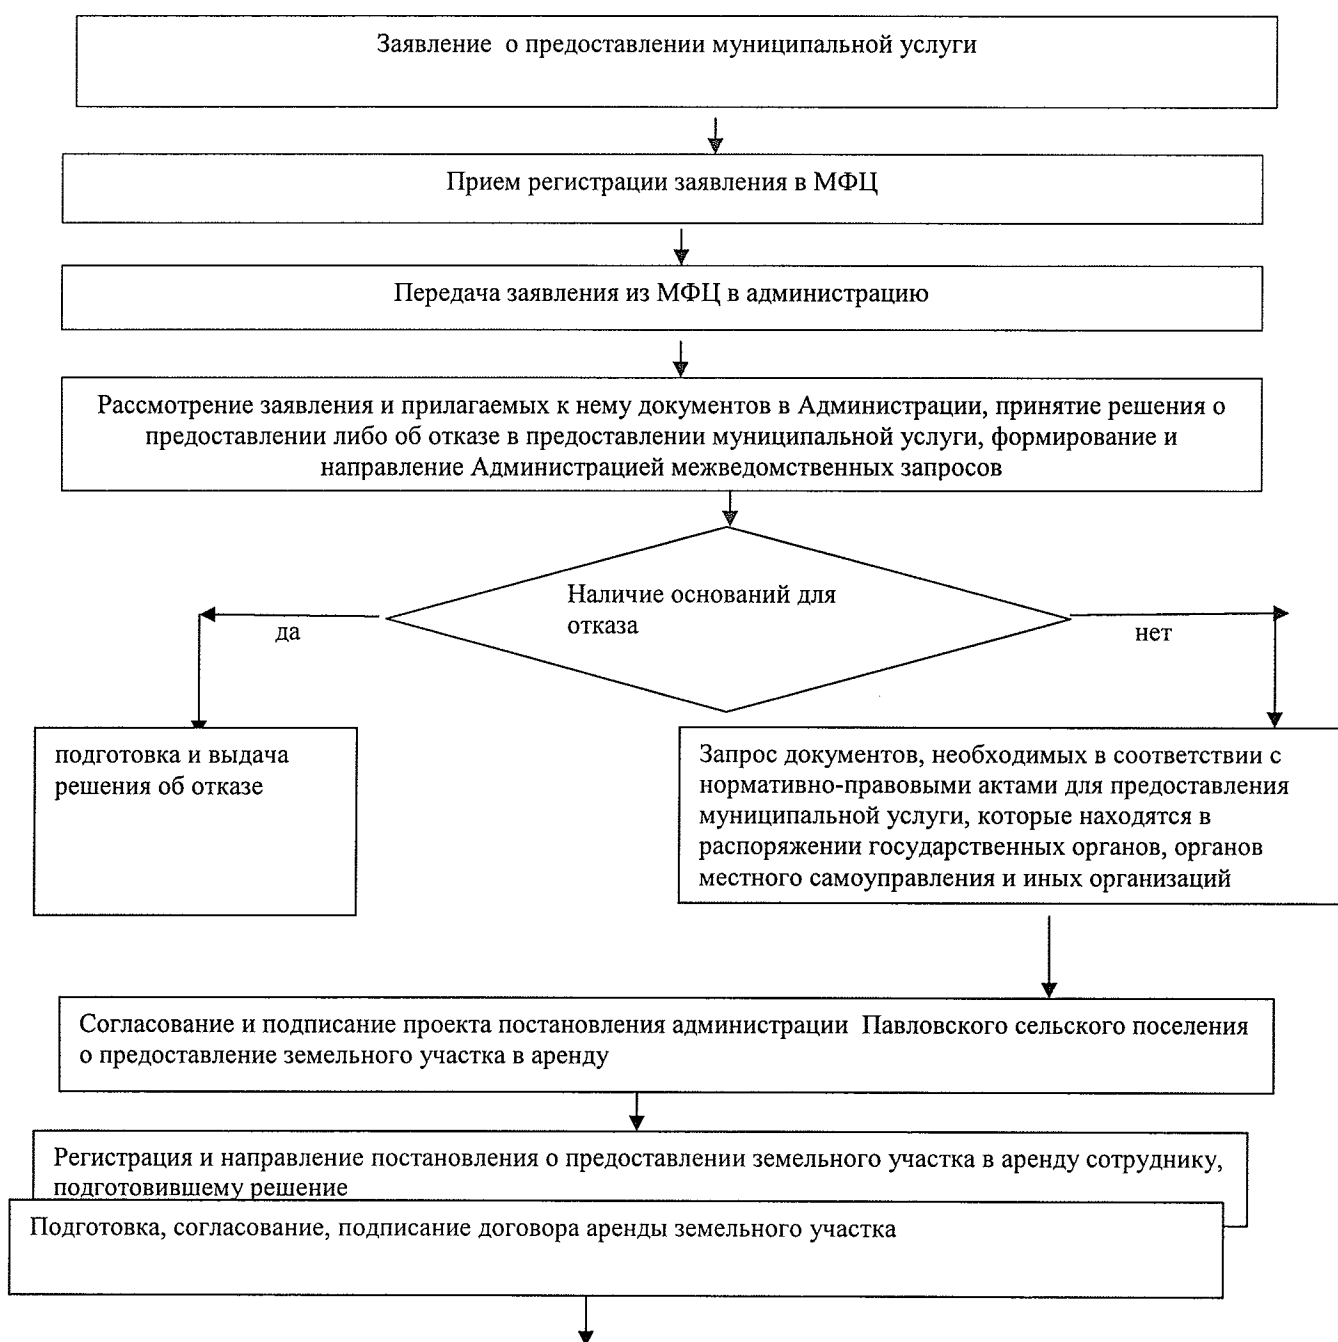 Заявление о предоставлении муниципальной услуги
Прием регистрации заявления в МФЦ
Передача заявления из МФЦ в администрацию
Рассмотрение заявления и прилагаемых к нему документов в Администрации, принятие решения о
предоставлении либо об отказе в предоставлении муниципальной услуги, формирование и
направление Администрацией межведомственных запросов
Наличие оснований для
отказа
да
нет
подготовка и выдача
решения об отказе
Запрос документов, необходимых в соответствии с
нормативно-правовыми актами для предоставления
муниципальной услуги, которые находятся в
распоряжении государственных органов, органов
местного самоуправления и иных организаций
Согласование и подписание проекта постановления администрации Павловского сельского поселения
о предоставление земельного участка в аренду
Регистрация и направление постановления о предоставлении земельного участка в аренду сотруднику,
подготовившему решение
Подготовка, согласование, подписание договора аренды земельного участка